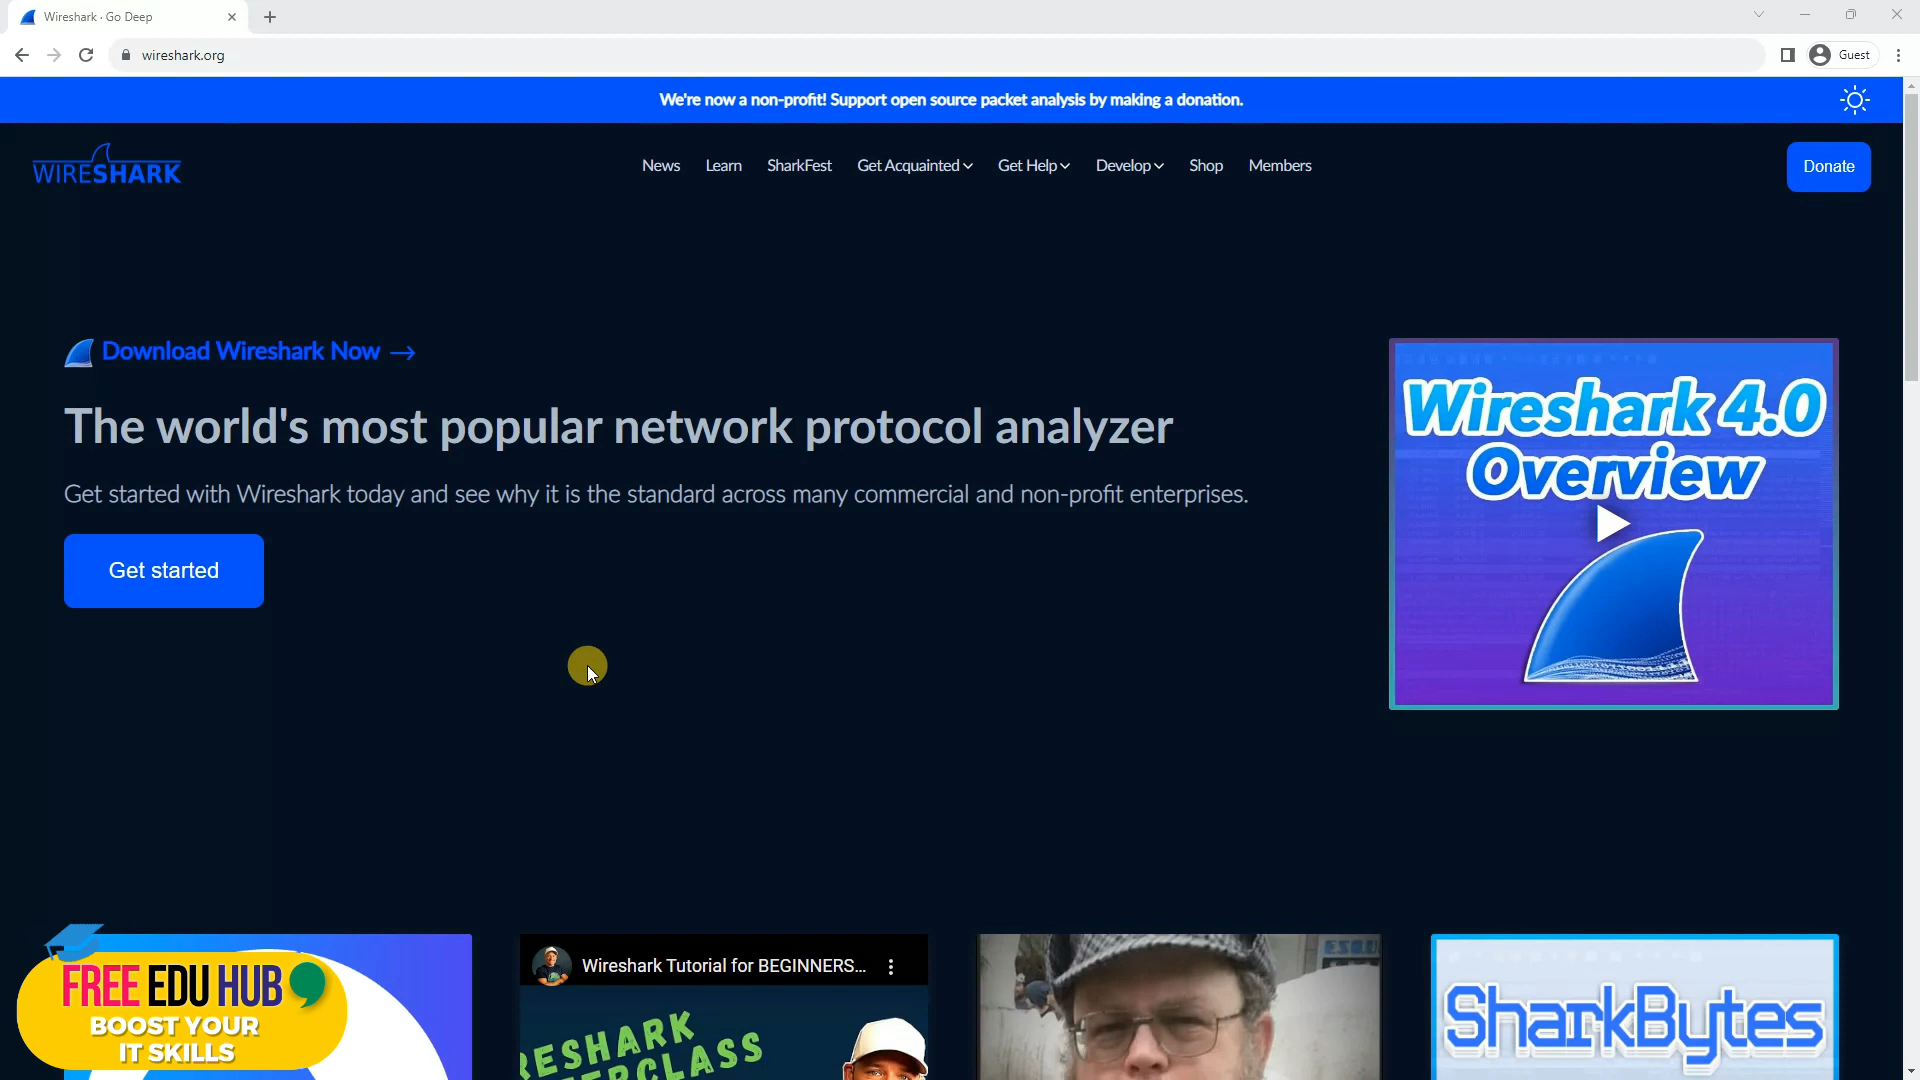 Wireshark · Go Deep
wireshark.org
Guest
We're now a non-profit! Support open source packet analysis by making a donation.
WIRESHARK
News
Learn
SharkFest
Get Acquainted
Get Help
Develop
Shop
Members
Donate
Download Wireshark Now →
The world's most popular network protocol analyzer
Get started with Wireshark today and see why it is the standard across many commercial and non-profit enterprises.
Get started
Wireshark 4.0
Overview
FREE EDU HUB
BOOST YOUR
IT SKILLS
Wireshark Tutorial for BEGINNERS...
RESHARK
SharkBytes